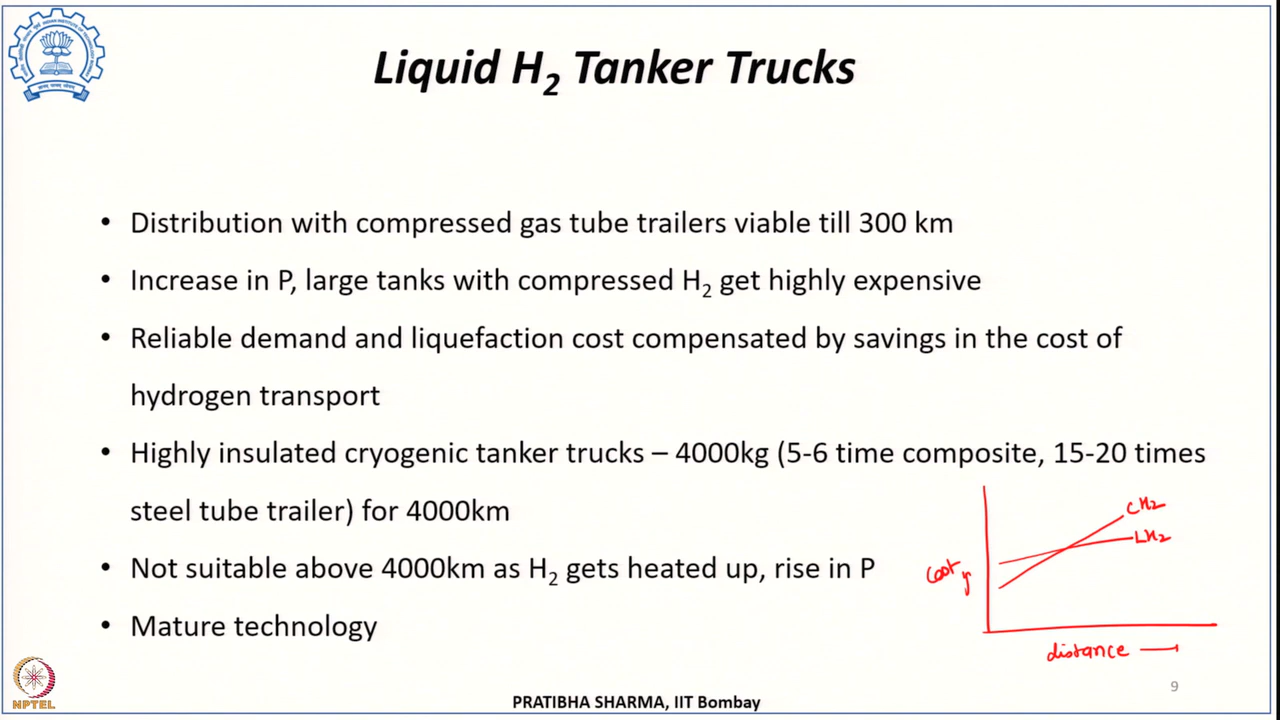 Liquid H₂ Tanker Trucks
• Distribution with compressed gas tube trailers viable till 300 km
• Increase in P, large tanks with compressed H₂ get highly expensive
• Reliable demand and liquefaction cost compensated by savings in the cost of
hydrogen transport
• Highly insulated cryogenic tanker trucks – 4000kg (5-6 time composite, 15-20 times
steel tube trailer) for 4000km
• Not suitable above 4000km as H₂ gets heated up, rise in P
• Mature technology
CH2
LH2
cost
distance
9
NPTEL
PRATIBHA SHARMA, IIT Bombay